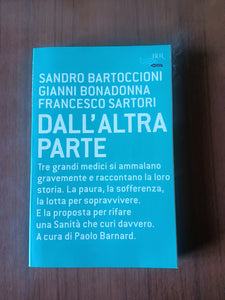 BUR
SANDRO BARTOCCIONI
GIANNI BONADONNA
FRANCESCO SARTORI
DALL'ALTRA
PARTE
Tre grandi medici si ammalano
gravemente e raccontano la loro
storia. La paura, la sofferenza,
la lotta per sopravvivere.
E la proposta per rifare
una Sanità che curi davvero.
A cura di Paolo Barnard.